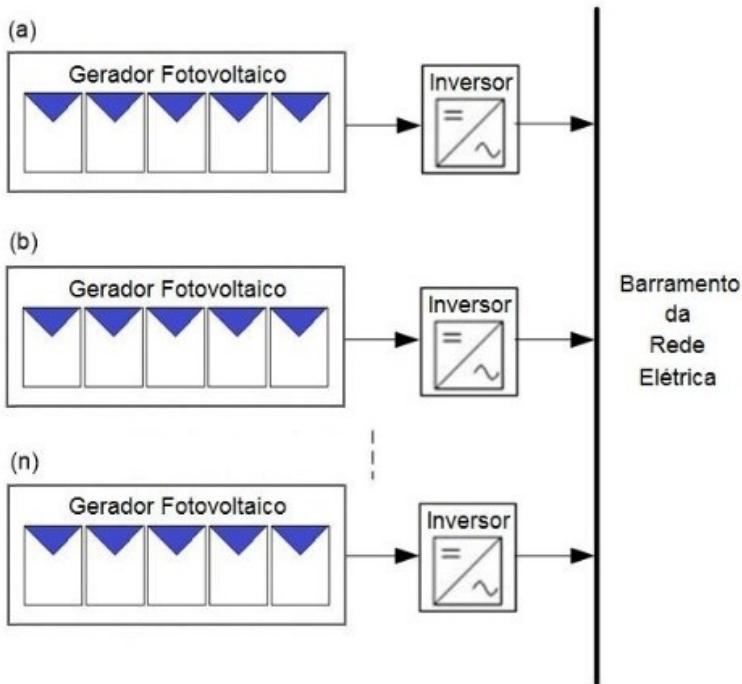 (a)
Gerador Fotovoltaico
Inversor
(b)
Gerador Fotovoltaico
Inversor
Barramento
da
Rede
Elétrica
(n)
Gerador Fotovoltaico
Inversor